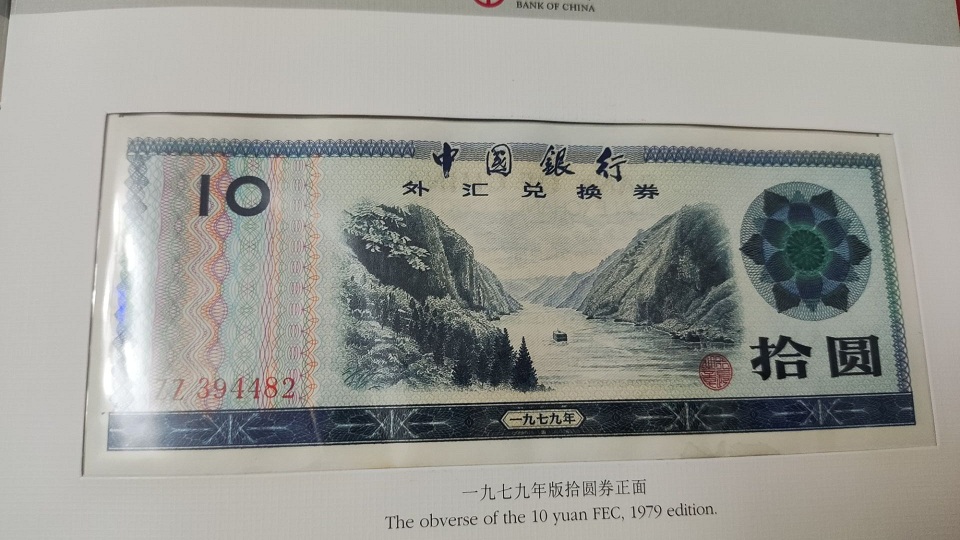 BANK OF CHINA
中國銀行
外汇兑换券
10
拾圆
ZZ 394482
一九七九年
一九七九年版拾圆券正面
The obverse of the 10 yuan FEC, 1979 edition.